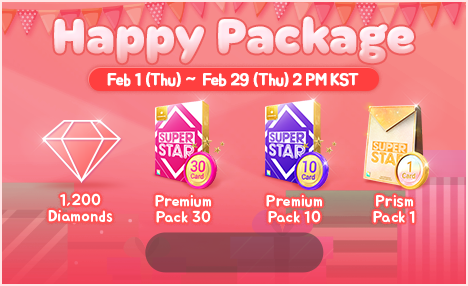 Happy Package
Feb 1 (Thu) ~ Feb 29 (Thu) 2 PM KST
SUPER
STAR
30
Card
SUPER
STAR
10
Card
SUPER
STAR
1
Card
1,200
Diamonds
Premium
Pack 30
Premium
Pack 10
Prism
Pack 1